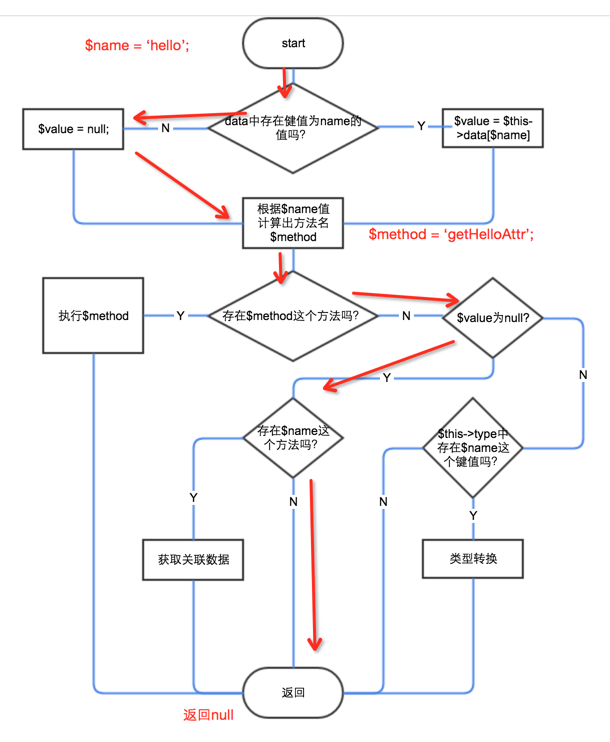 $name = ‘hello’;
start
data中存在健值为name的
值吗?
N
Y
$value = null;
$value = $this-
>data[$name]
根据$name值
计算出方法名
$method
$method = ‘getHelloAttr’;
执行$method
Y
存在$method这个方法吗?
N
$value为null?
Y
N
存在$name这
个方法吗?
$this->type中
存在$name这
个键值吗?
Y
N
N
Y
获取关联数据
类型转换
返回
返回null